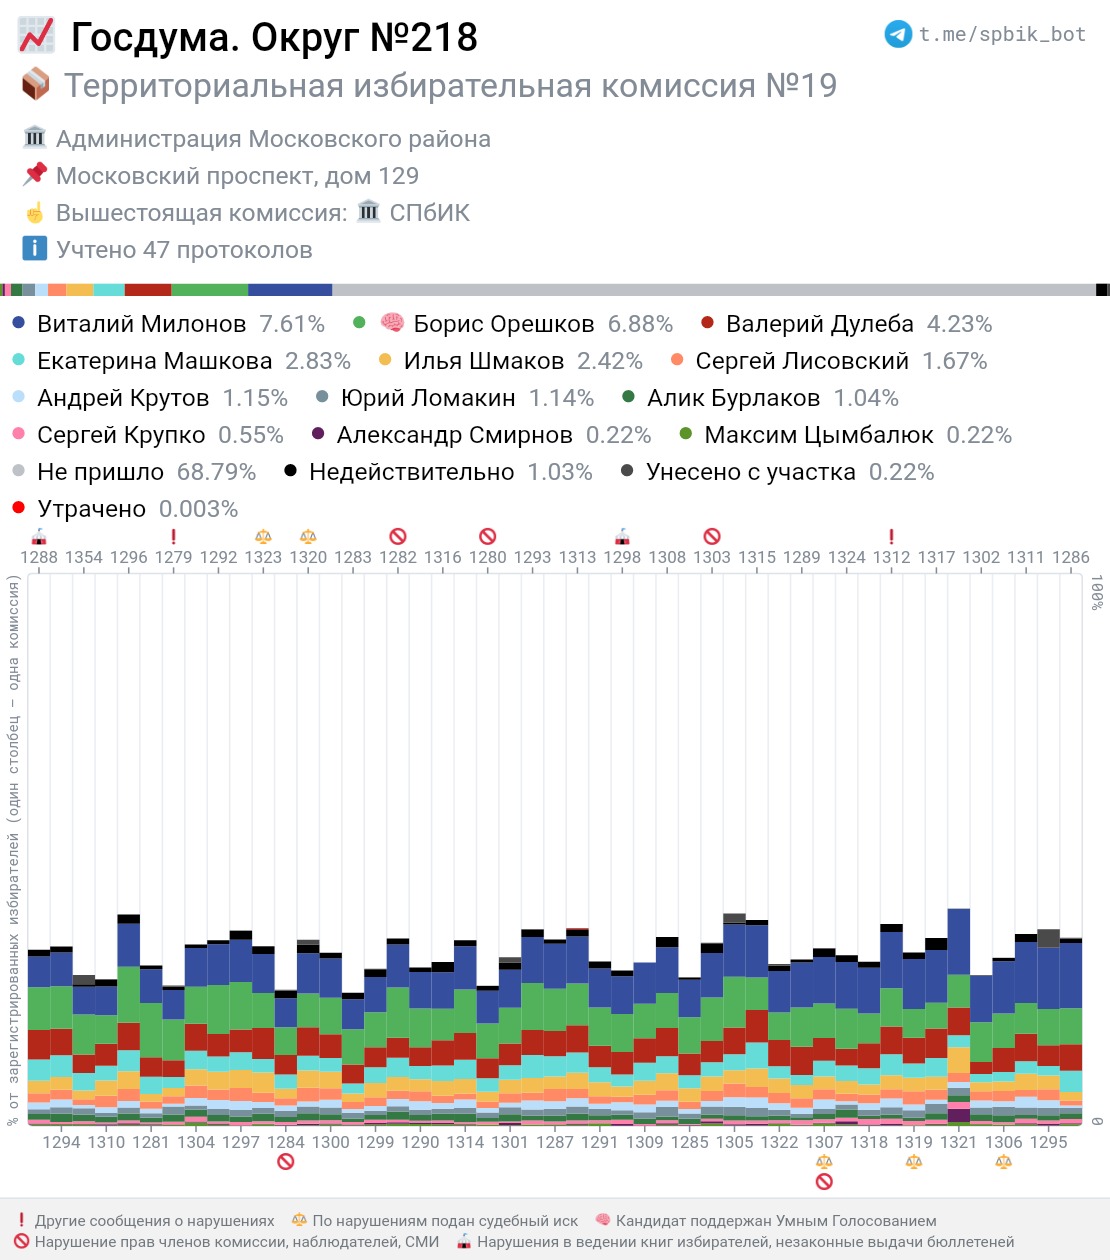 Госдума. Округ №218
t.me/spbik_bot
Территориальная избирательная комиссия №19
Администрация Московского района
Московский проспект, дом 129
Вышестоящая комиссия: СПбИК
Учтено 47 протоколов
Виталий Милонов 7.61% Борис Орешков 6.88% Валерий Дулеба 4.23%
Екатерина Машкова 2.83% Илья Шмаков 2.42% Сергей Лисовский 1.67%
Андрей Крутов 1.15% Юрий Ломакин 1.14% Алик Бурлаков 1.04%
Сергей Крупко 0.55% Александр Смирнов 0.22% Максим Цымбалюк 0.22%
Не пришло 68.79% Недействительно 1.03% Унесено с участка 0.22%
Утрачено 0.003%
1288 1354 1296 1279 1292 1323 1320 1283 1282 1316 1280 1293 1313 1298 1308 1303 1315 1289 1324 1312 1317 1302 1311 1286
% от зарегистрированных избирателей (один столбец – одна комиссия)
100%
0
1294 1310 1281 1304 1297 1284 1300 1299 1290 1314 1301 1287 1291 1309 1285 1305 1322 1307 1318 1319 1321 1306 1295
Другие сообщения о нарушениях По нарушениям подан судебный иск Кандидат поддержан Умным Голосованием
Нарушение прав членов комиссии, наблюдателей, СМИ Нарушения в ведении книг избирателей, незаконные выдачи бюллетеней